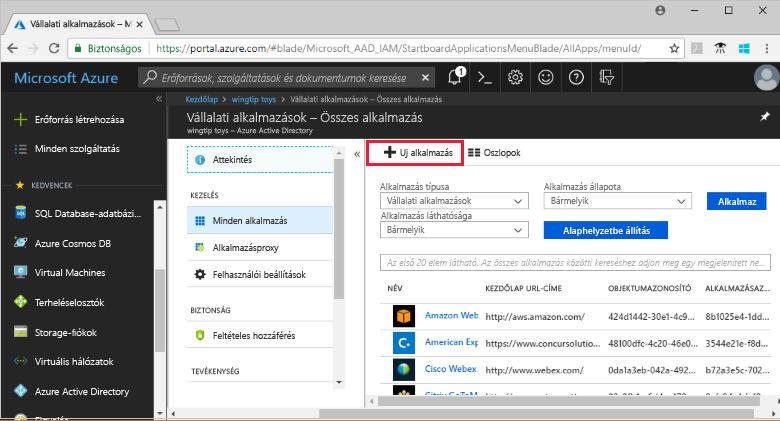 Vállalati alkalmazások – M
Biztonságos https://portal.azure.com/#blade/Microsoft_AAD_IAM/StartboardApplicationsMenuBlade/AllApps/menuId/
Microsoft Azure
Erőforrások, szolgáltatások és dokumentumok keresése
1
Kezdőlap > wingtip toys > Vállalati alkalmazások – Összes alkalmazás
Vállalati alkalmazások – Összes alkalmazás
wingtip toys – Azure Active Directory
Erőforrás létrehozása
Minden szolgáltatás
KEDVENCEK
SQL Database-adatbázi...
Azure Cosmos DB
Virtual Machines
Terheléselosztók
Storage-fiókok
Virtuális hálózatok
Azure Active Directory
Áttekintés
KEZELÉS
Minden alkalmazás
Alkalmazásproxy
Felhasználói beállítások
BIZTONSÁG
Feltételes hozzáférés
TEVÉKENYSÉG
Uj alkalmazás
Oszlopok
Alkalmazás típusa
Vállalati alkalmazások
Alkalmazás állapota
Bármelyik
Alkalmaz
Alkalmazás láthatósága
Bármelyik
Alaphelyzetbe állítás
Az első 20 elem látható. Az összes alkalmazás közötti kereséshez adjon meg egy megjelenített ne...
NÉV KEZDŐLAP URL-CÍME OBJEKTUMAZONOSÍTÓ ALKALMAZÁSAZ...
Amazon Web http://aws.amazon.com/ 424d1442-30e1-4c9... 8b1025e4-1dd...
American Exp https://www.concursolutio... 48100dfc-4c20-46e0... 3544e21e-f8d...
Cisco Webex http://www.webex.com/ 0da1a3eb-042a-492... b72a3e5c-702...